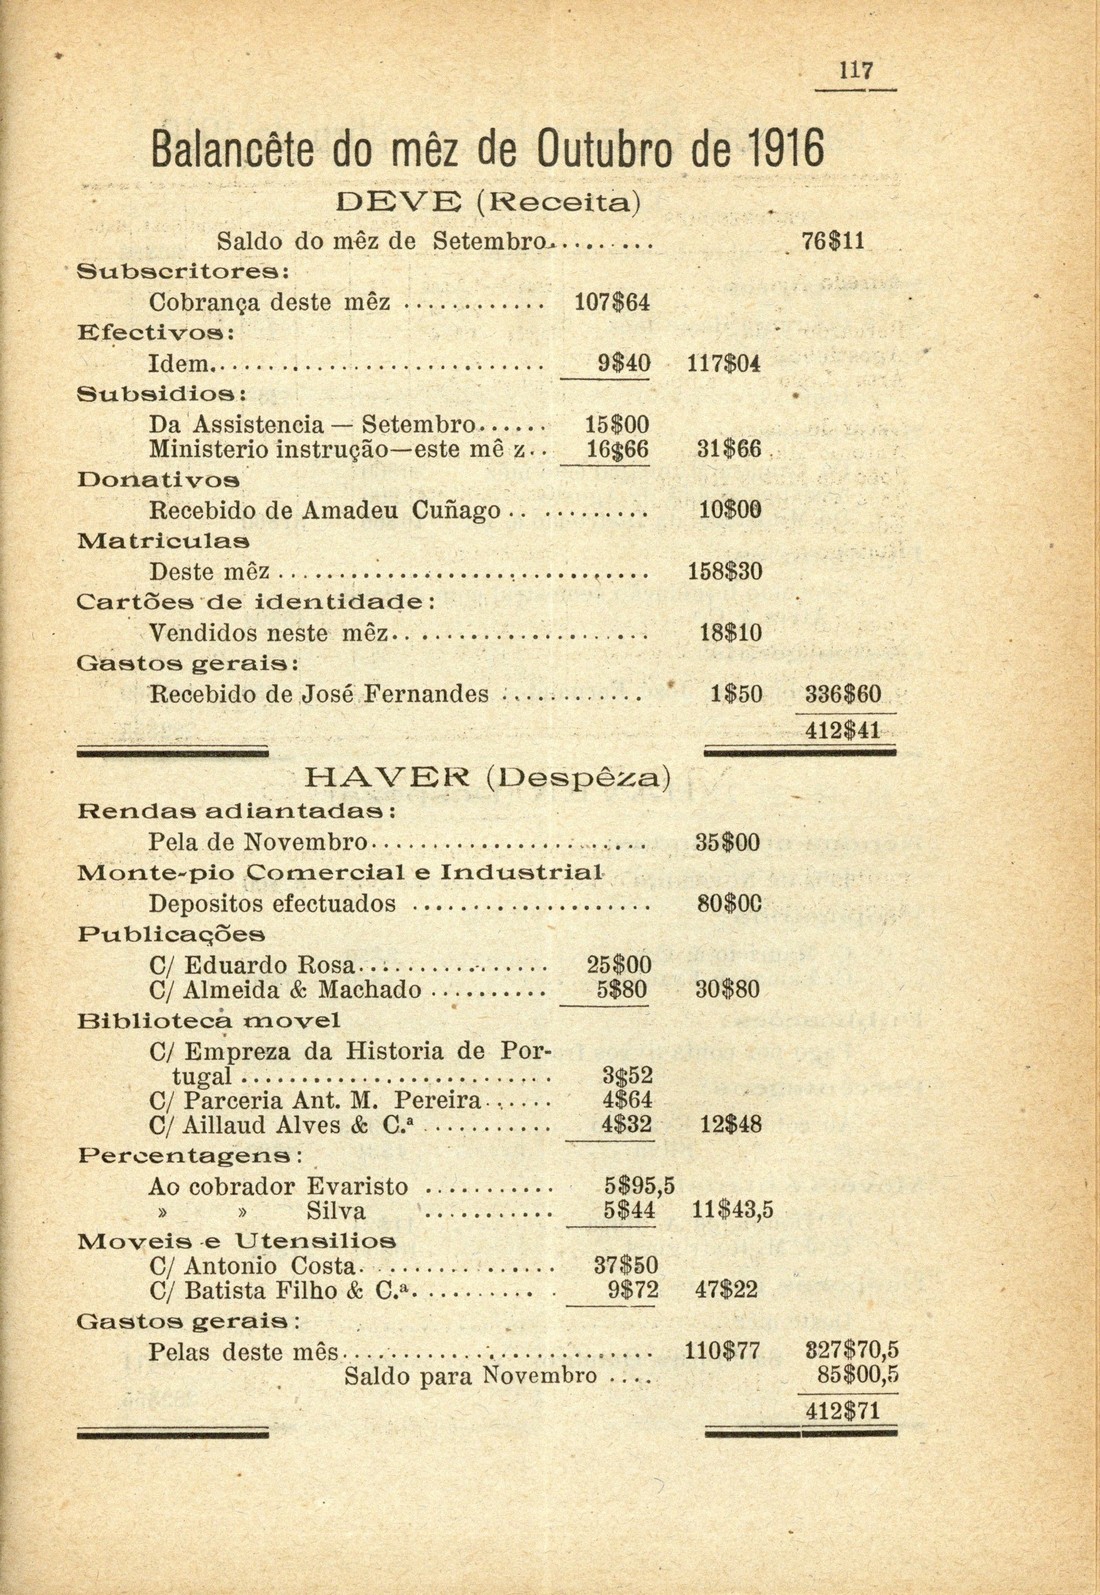 117
Balancête do mêz de Outubro de 1916
DEVE (Receita)
Saldo do mêz de Setembro......... 76$11
Subscritores:
Cobrança deste mêz ............ 107$64
Efectivos:
Idem........................... 9$40 117$04
Subsidios:
Da Assistencia — Setembro...... 15$00
Ministerio instrução—este mê z.. 16$66 31$66
Donativos
Recebido de Amadeu Cuñago .. ......... 10$00
Matriculas
Deste mêz ............................... 158$30
Cartões de identidade:
Vendidos neste mêz..................... 18$10
Gastos gerais:
Recebido de José Fernandes ............ 1$50 336$60
412$41
HAVER (Despêza)
Rendas adiantadas:
Pela de Novembro....................... 35$00
Monte-pio Comercial e Industrial
Depositos efectuados .................... 80$00
Publicações
C/ Eduardo Rosa................ 25$00
C/ Almeida & Machado .......... 5$80 30$80
Biblioteca movel
C/ Empreza da Historia de Por-
tugal .......................... 3$52
C/ Parceria Ant. M. Pereira...... 4$64
C/ Aillaud Alves & C.ª ........... 4$32 12$48
Percentagens:
Ao cobrador Evaristo ........... 5$95,5
» » Silva ........... 5$44 11$43,5
Moveis e Utensilios
C/ Antonio Costa. .............. 37$50
C/ Batista Filho & C.ª. .......... . 9$72 47$22
Gastos gerais:
Pelas deste mês.......................... 110$77 327$70,5
Saldo para Novembro .... 85$00,5
412$71